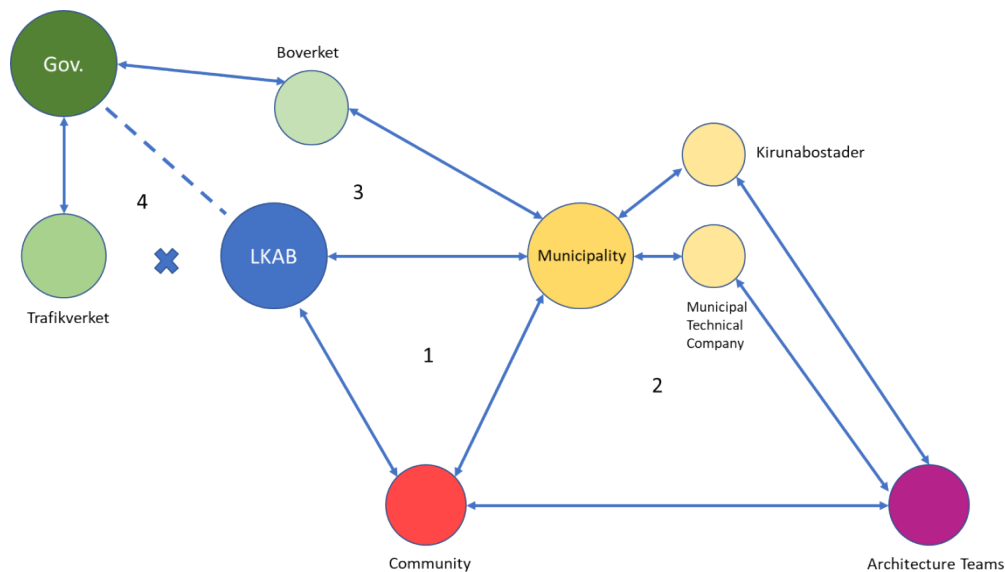 Gov.
Boverket
Kirunabostader
4
3
LKAB
Municipality
Trafikverket
Municipal
Technical
Company
1
2
Community
Architecture Teams